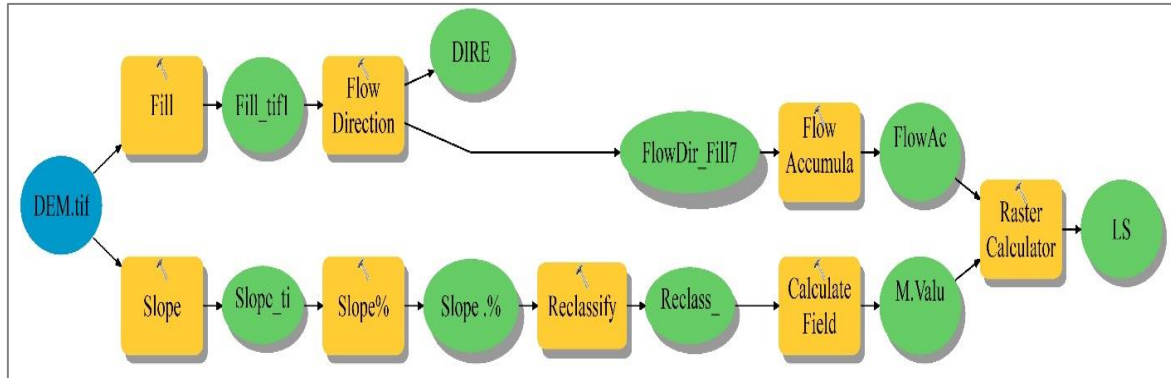 DIRE
Fill
Fill_tif1
Flow
Direction
FlowDir_Fill7
Flow
Accumula
FlowAc
DEM.tif
Raster
Calculator
LS
Slope
Slope_ti
Slope%
Slope .%
Reclassify
Reclass_
Calculate
Field
M.Valu